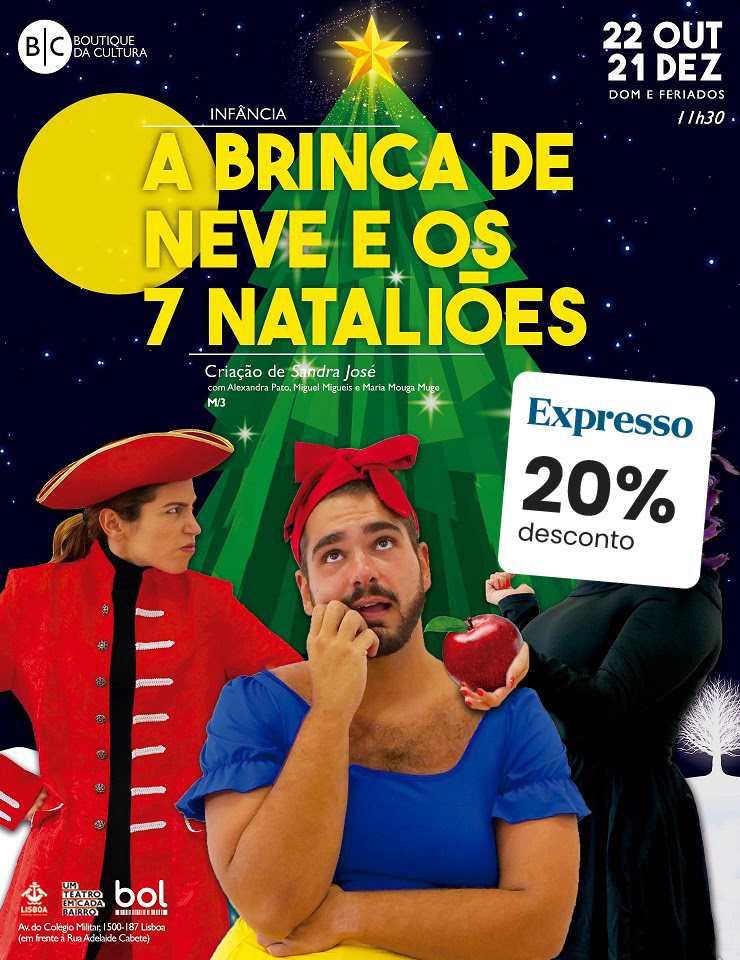 B|C BOUTIQUE
DA CULTURA
22 OUT
21 DEZ
DOM E FERIADOS
11h30
INFÂNCIA
A BRINCA DE
NEVE E OS
7 NATALIÕES
Criação de Sandra José
com Alexandra Pato, Miguel Migueis e Maria Mouga Muge
M/3
Expresso
20%
desconto
LISBOA
UM
TEATRO
EM CADA
BAIRRO
bol
Av. do Colégio Militar, 1500-187 Lisboa
(em frente à Rua Adelaide Cabete)